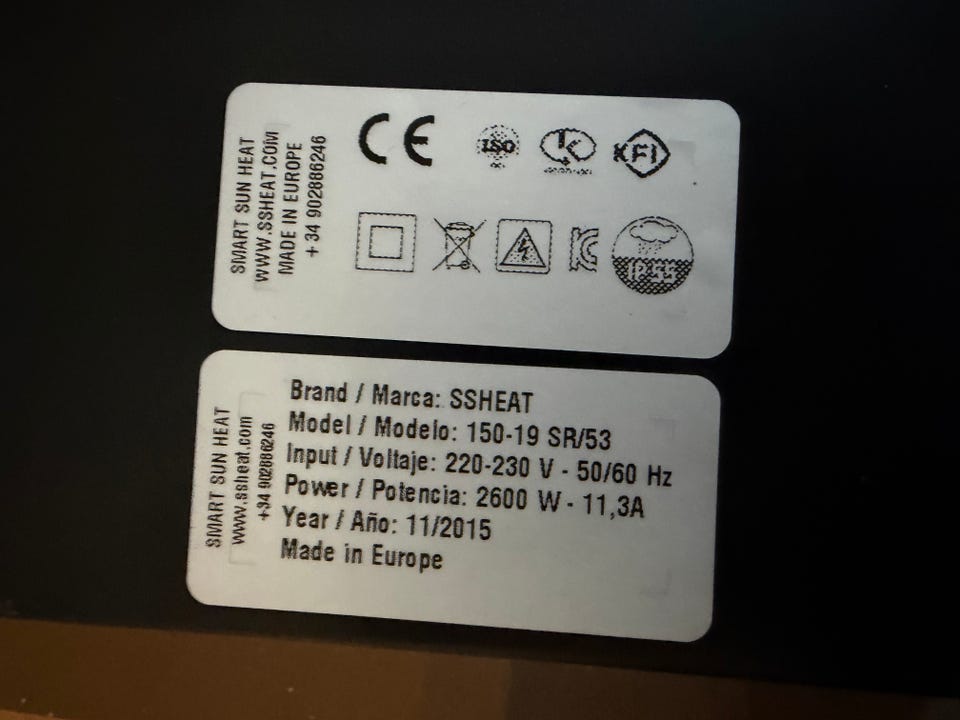 SMART SUN HEAT
WWW.SSHEAT.COM
MADE IN EUROPE
+34 902886246
CE
ISO
KFI
IP-55
SMART SUN HEAT
www.ssheat.com
+34 902886246
Brand / Marca: SSHEAT
Model / Modelo: 150-19 SR/53
Input / Voltaje: 220-230 V - 50/60 Hz
Power / Potencia: 2600 W - 11,3A
Year / Año: 11/2015
Made in Europe